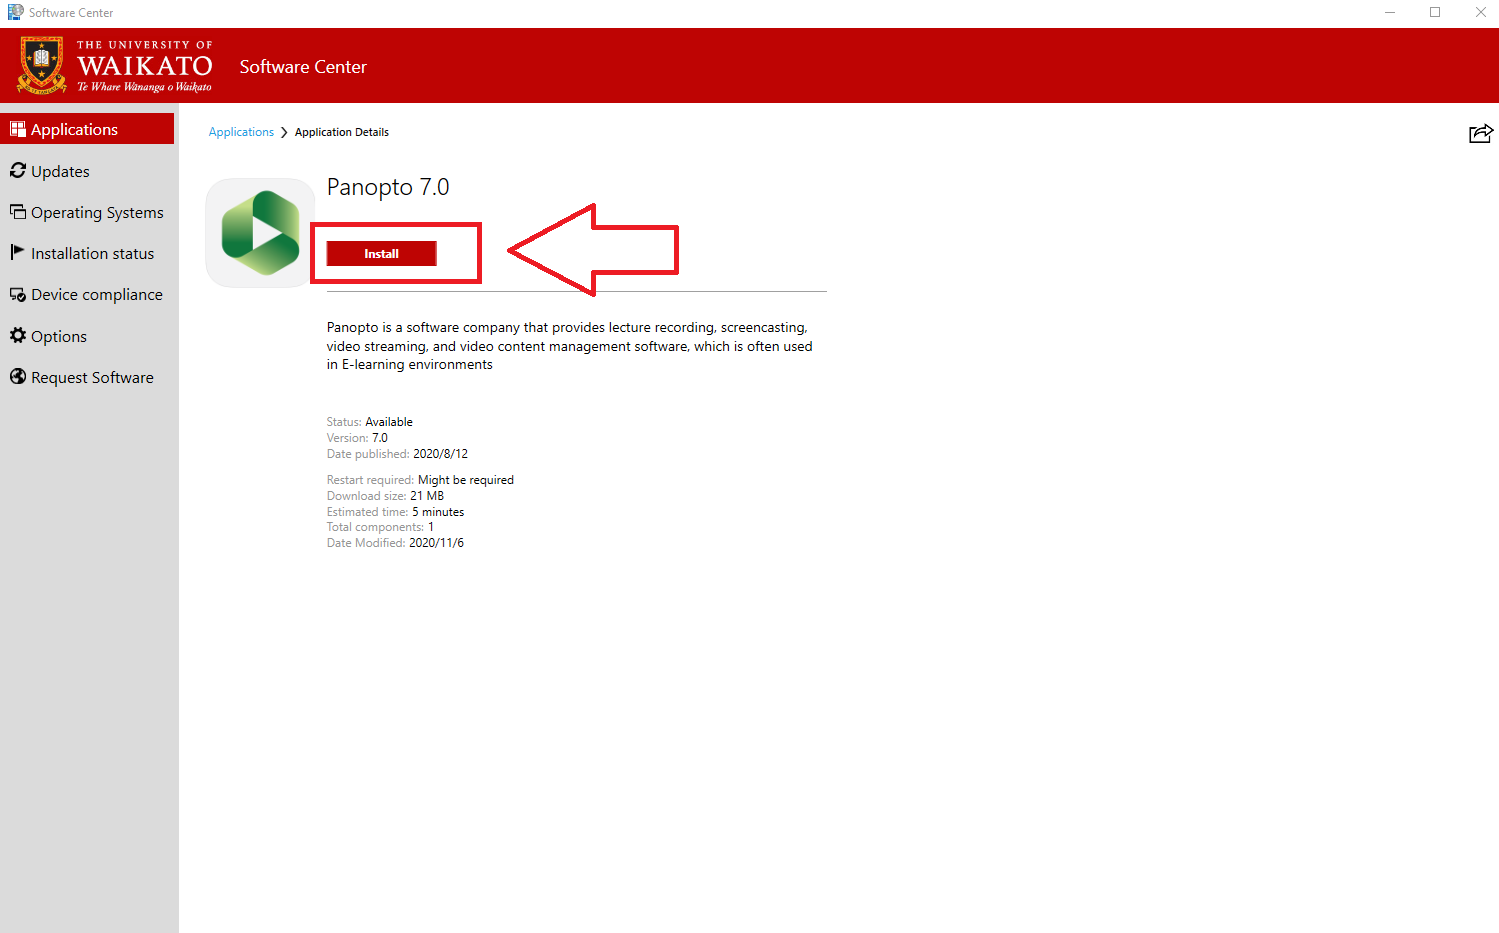 Software Center
THE UNIVERSITY OF
WAIKATO
Te Whare Wānanga o Waikato
Software Center
Applications
Updates
Operating Systems
Installation status
Device compliance
Options
Request Software
Applications > Application Details
Panopto 7.0
Install
Panopto is a software company that provides lecture recording, screencasting,
video streaming, and video content management software, which is often used
in E-learning environments
Status: Available
Version: 7.0
Date published: 2020/8/12
Restart required: Might be required
Download size: 21 MB
Estimated time: 5 minutes
Total components: 1
Date Modified: 2020/11/6